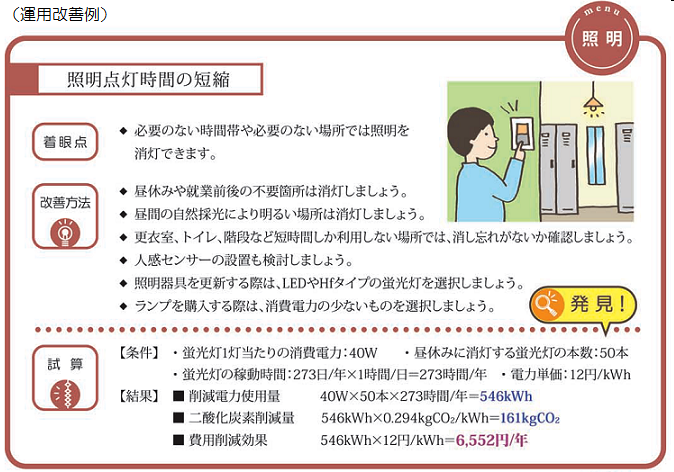 （運用改善例）
menu
照明
照明点灯時間の短縮
着眼点
◆ 必要のない時間帯や必要のない場所では照明を
消灯できます。
改善方法
◆ 昼休みや就業前後の不要箇所は消灯しましょう。
◆ 昼間の自然採光により明るい場所は消灯しましょう。
◆ 更衣室、トイレ、階段など短時間しか利用しない場所では、消し忘れがないか確認しましょう。
◆ 人感センサーの設置も検討しましょう。
◆ 照明器具を更新する際は、LEDやHfタイプの蛍光灯を選択しましょう。
◆ ランプを購入する際は、消費電力の少ないものを選択しましょう。
発見！
試算
【条件】 ・蛍光灯1灯当たりの消費電力：40W ・昼休みに消灯する蛍光灯の本数：50本
・蛍光灯の稼動時間：273日/年×1時間/日＝273時間/年 ・電力単価：12円/kWh
【結果】 ■ 削減電力使用量 40W×50本×273時間/年＝546kWh
■ 二酸化炭素削減量 546kWh×0.294kgCO₂/kWh＝161kgCO₂
■ 費用削減効果 546kWh×12円/kWh＝6,552円/年